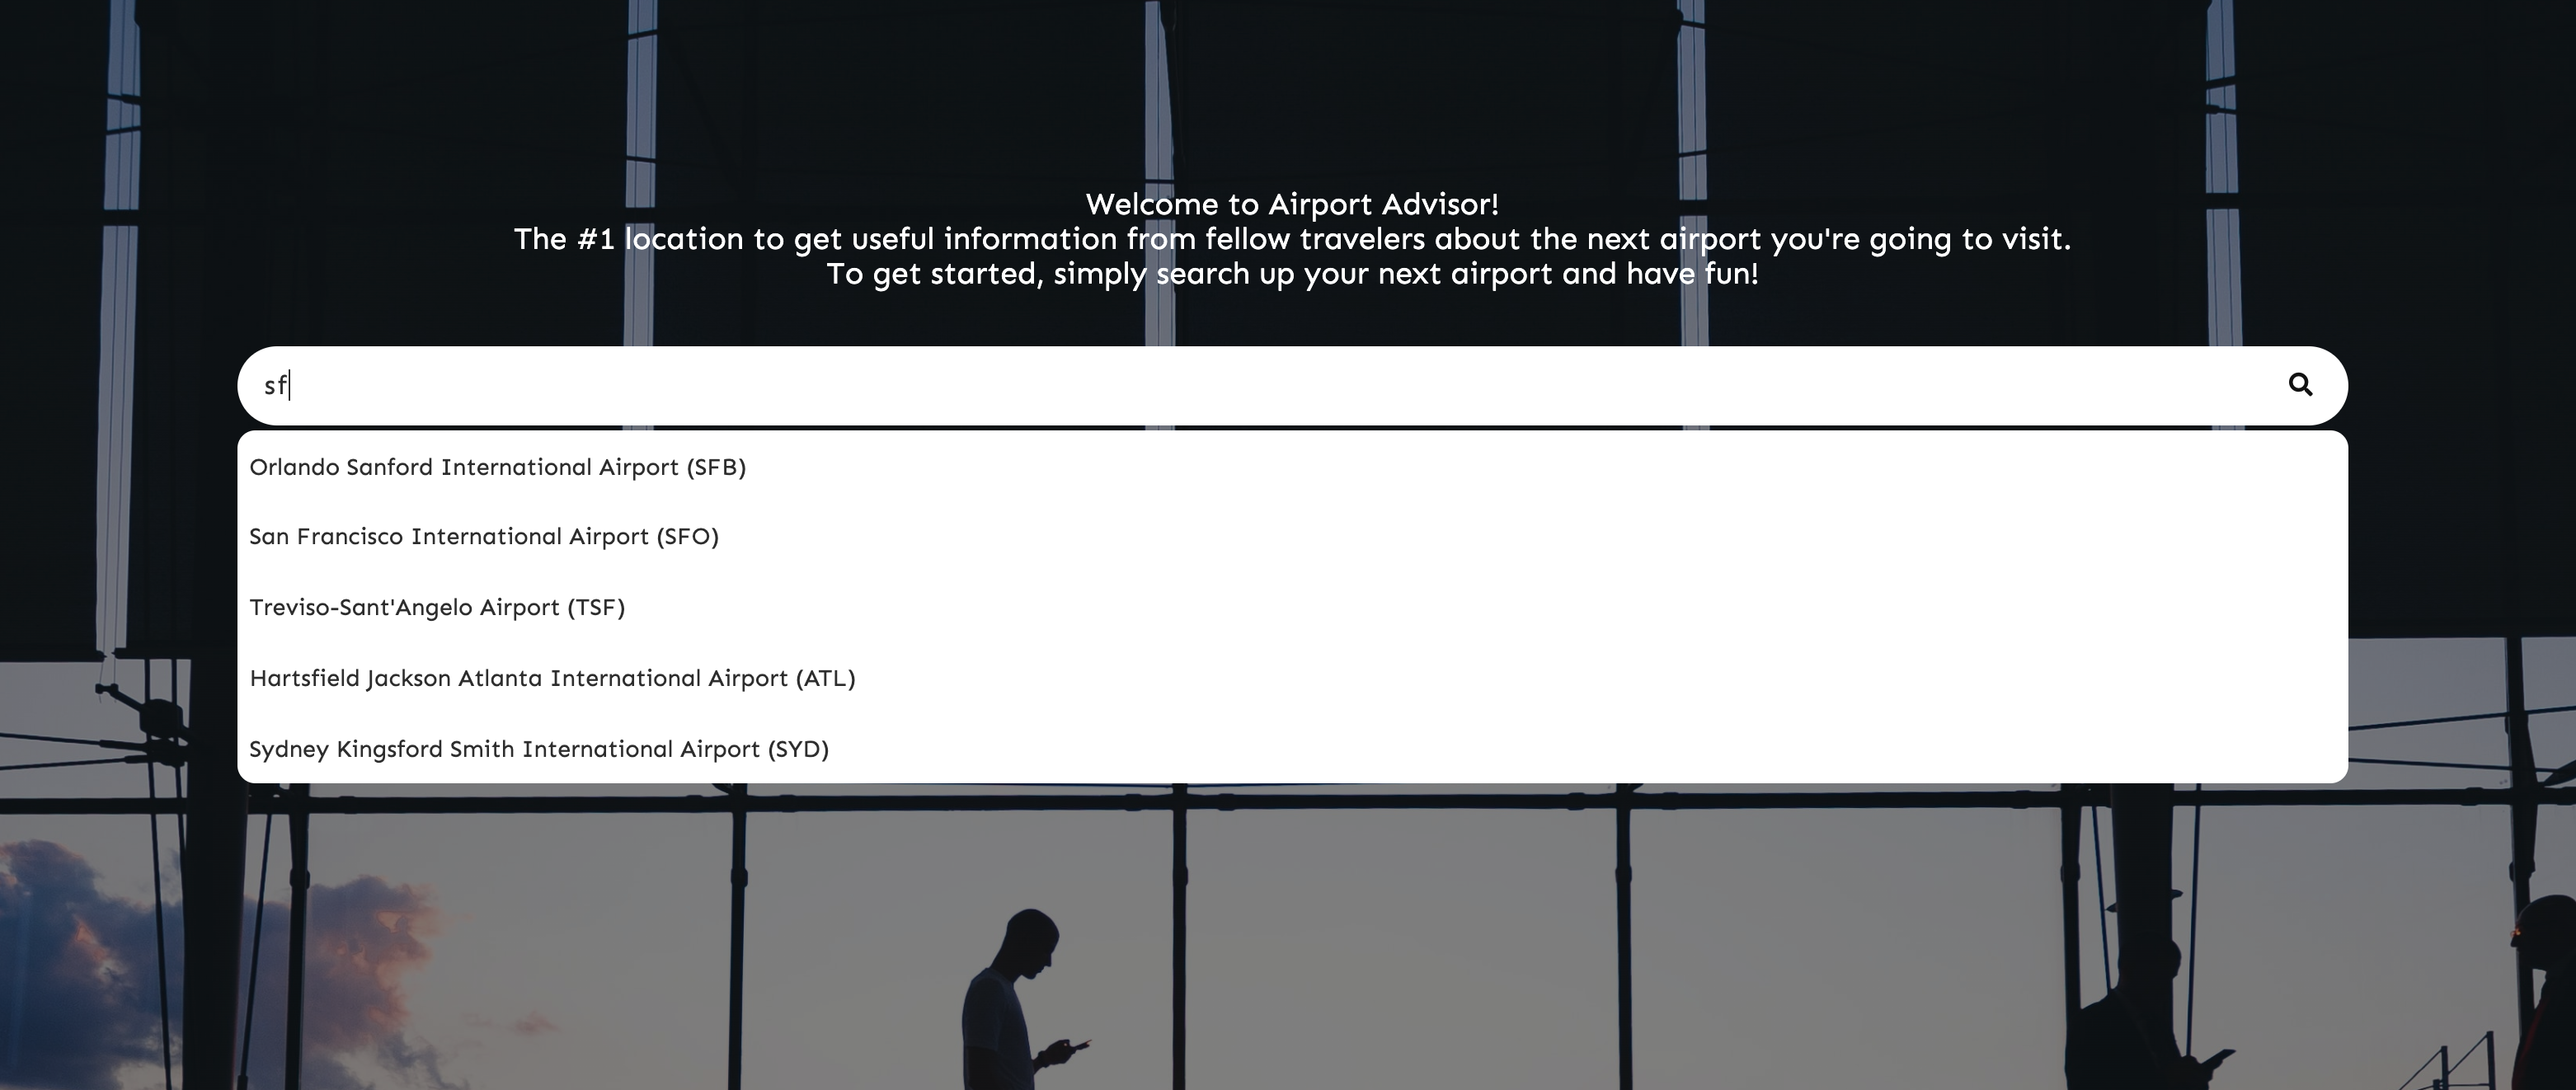 Welcome to Airport Advisor!
The #1 location to get useful information from fellow travelers about the next airport you're going to visit.
To get started, simply search up your next airport and have fun!
sf
Orlando Sanford International Airport (SFB)
San Francisco International Airport (SFO)
Treviso-Sant'Angelo Airport (TSF)
Hartsfield Jackson Atlanta International Airport (ATL)
Sydney Kingsford Smith International Airport (SYD)